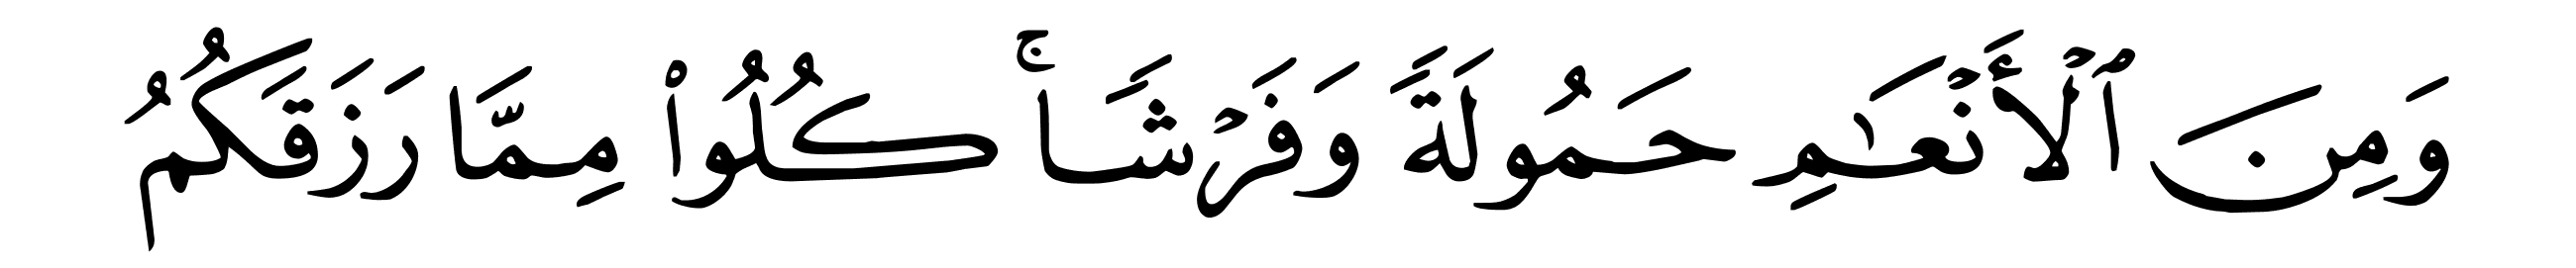 وَمِنَ ٱلْأَنْعَـٰمِ حَمُولَةً وَفَرْشًا ۚ كُلُوا۟ مِمَّا رَزَقَكُمُ